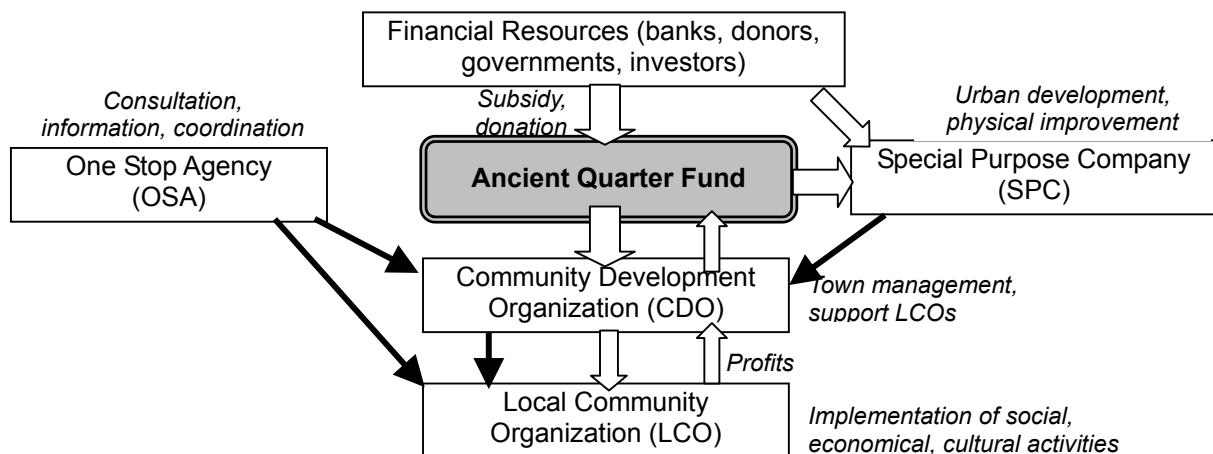 Financial Resources (banks, donors,
governments, investors)
Consultation,
information, coordination
Subsidy,
donation
Urban development,
physical improvement
One Stop Agency
(OSA)
Ancient Quarter Fund
Special Purpose Company
(SPC)
Community Development
Organization (CDO)
Town management,
support LCOs
Profits
Local Community
Organization (LCO)
Implementation of social,
economical, cultural activities